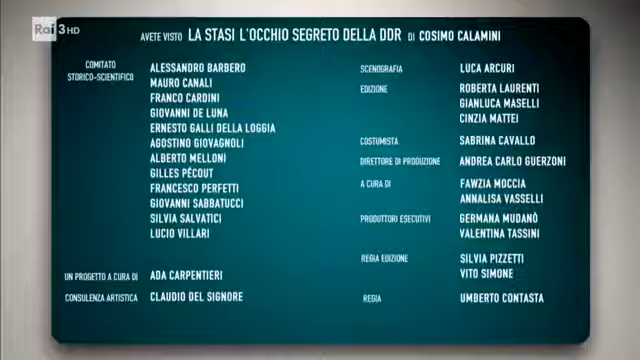 Rai 3 HD
AVETE VISTO LA STASI L'OCCHIO SEGRETO DELLA DDR DI COSIMO CALAMINI
COMITATO
STORICO-SCIENTIFICO
ALESSANDRO BARBERO
MAURO CANALI
FRANCO CARDINI
GIOVANNI DE LUNA
ERNESTO GALLI DELLA LOGGIA
AGOSTINO GIOVAGNOLI
ALBERTO MELLONI
GILLES PÉCOUT
FRANCESCO PERFETTI
GIOVANNI SABBATUCCI
SILVIA SALVATICI
LUCIO VILLARI
UN PROGETTO A CURA DI ADA CARPENTIERI
CONSULENZA ARTISTICA CLAUDIO DEL SIGNORE
SCENOGRAFIA LUCA ARCURI
EDIZIONE ROBERTA LAURENTI
GIANLUCA MASELLI
CINZIA MATTEI
COSTUMISTA SABRINA CAVALLO
DIRETTORE DI PRODUZIONE ANDREA CARLO GUERZONI
A CURA DI FAWZIA MOCCIA
ANNALISA VASSELLI
PRODUTTORI ESECUTIVI GERMANA MUDANÒ
VALENTINA TASSINI
REGIA EDIZIONE SILVIA PIZZETTI
VITO SIMONE
REGIA UMBERTO CONTASTA